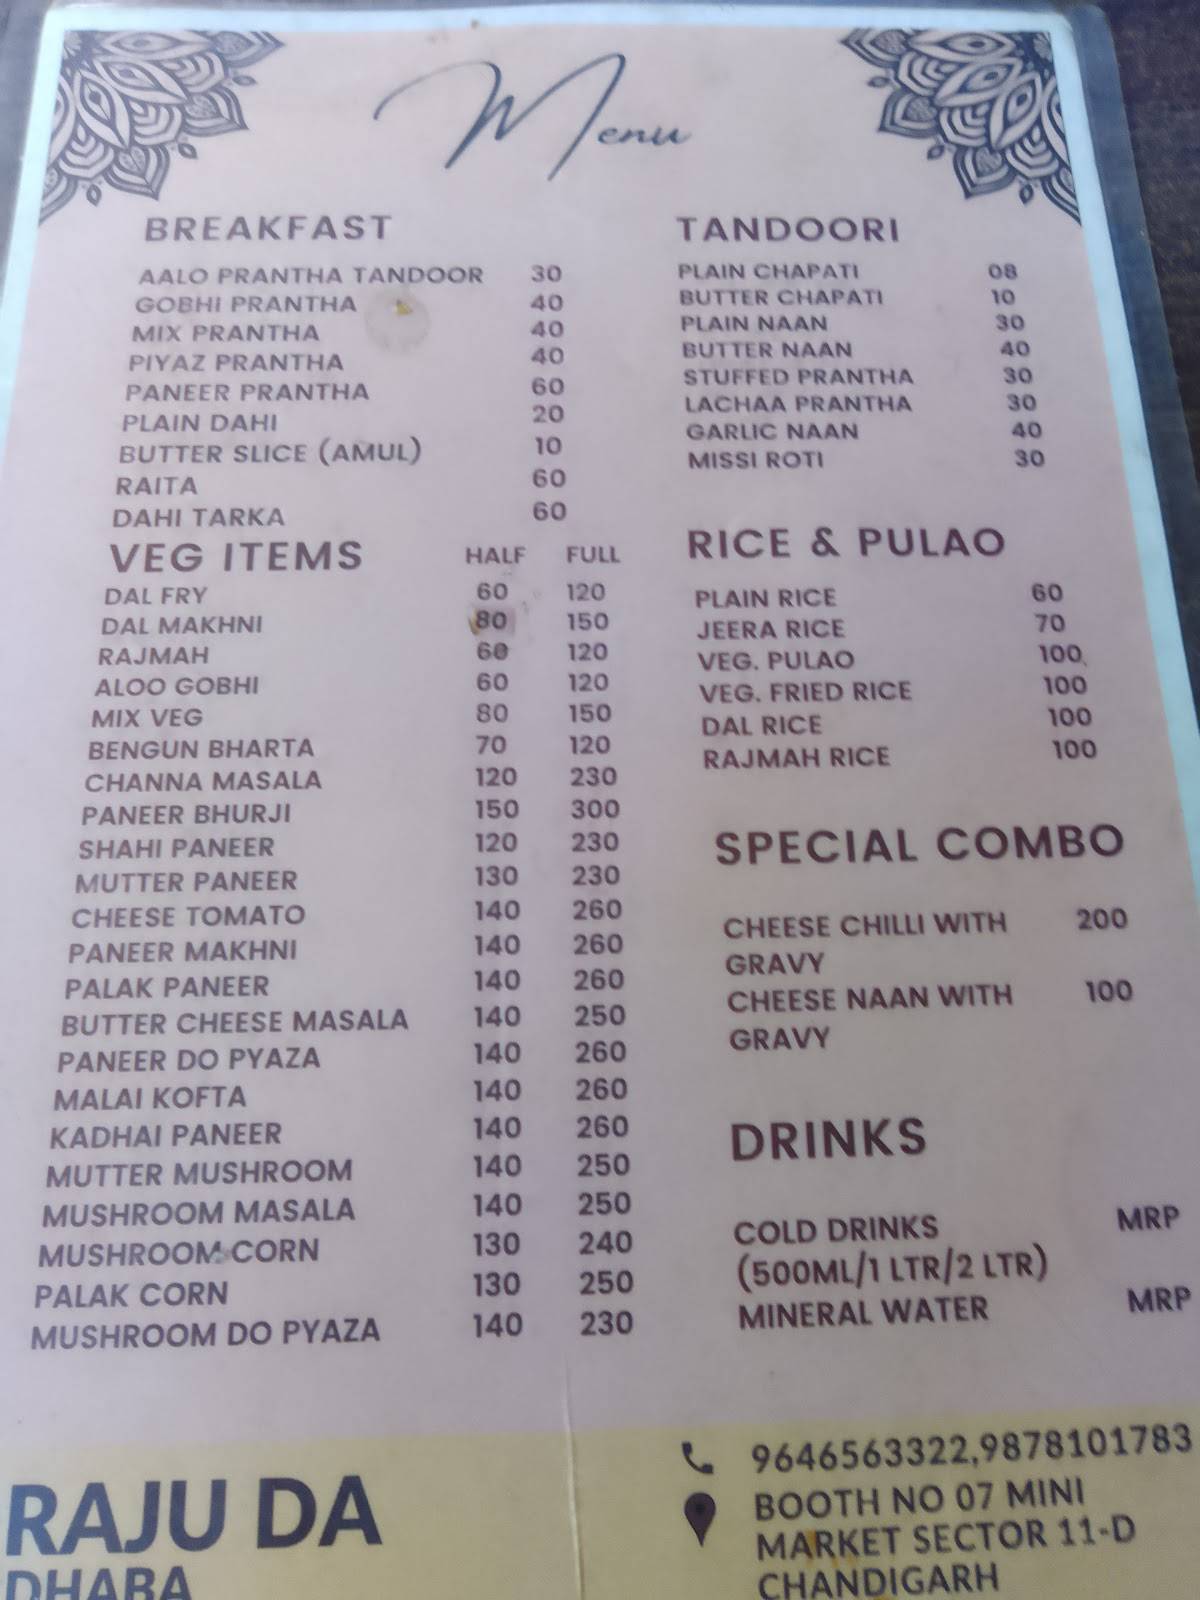 Menu
BREAKFAST
AALO PRANTHA TANDOOR 30
GOBHI PRANTHA 40
MIX PRANTHA 40
PIYAZ PRANTHA 40
PANEER PRANTHA 60
PLAIN DAHI 20
BUTTER SLICE (AMUL) 10
RAITA 60
DAHI TARKA 60
VEG ITEMS HALF FULL
DAL FRY 60 120
DAL MAKHNI 80 150
RAJMAH 60 120
ALOO GOBHI 60 120
MIX VEG 80 150
BENGUN BHARTA 70 120
CHANNA MASALA 120 230
PANEER BHURJI 150 300
SHAHI PANEER 120 230
MUTTER PANEER 130 230
CHEESE TOMATO 140 260
PANEER MAKHNI 140 260
PALAK PANEER 140 260
BUTTER CHEESE MASALA 140 250
PANEER DO PYAZA 140 260
MALAI KOFTA 140 260
KADHAI PANEER 140 260
MUTTER MUSHROOM 140 250
MUSHROOM MASALA 140 250
MUSHROOM CORN 130 240
PALAK CORN 130 250
MUSHROOM DO PYAZA 140 230
TANDOORI
PLAIN CHAPATI 08
BUTTER CHAPATI 10
PLAIN NAAN 30
BUTTER NAAN 40
STUFFED PRANTHA 30
LACHAA PRANTHA 30
GARLIC NAAN 40
MISSI ROTI 30
RICE & PULAO
PLAIN RICE 60
JEERA RICE 70
VEG. PULAO 100
VEG. FRIED RICE 100
DAL RICE 100
RAJMAH RICE 100
SPECIAL COMBO
CHEESE CHILLI WITH 200
GRAVY
CHEESE NAAN WITH 100
GRAVY
DRINKS
COLD DRINKS MRP
(500ML/1 LTR/2 LTR)
MINERAL WATER MRP
RAJU DA
DHABA
9646563322,9878101783
BOOTH NO 07 MINI
MARKET SECTOR 11-D
CHANDIGARH